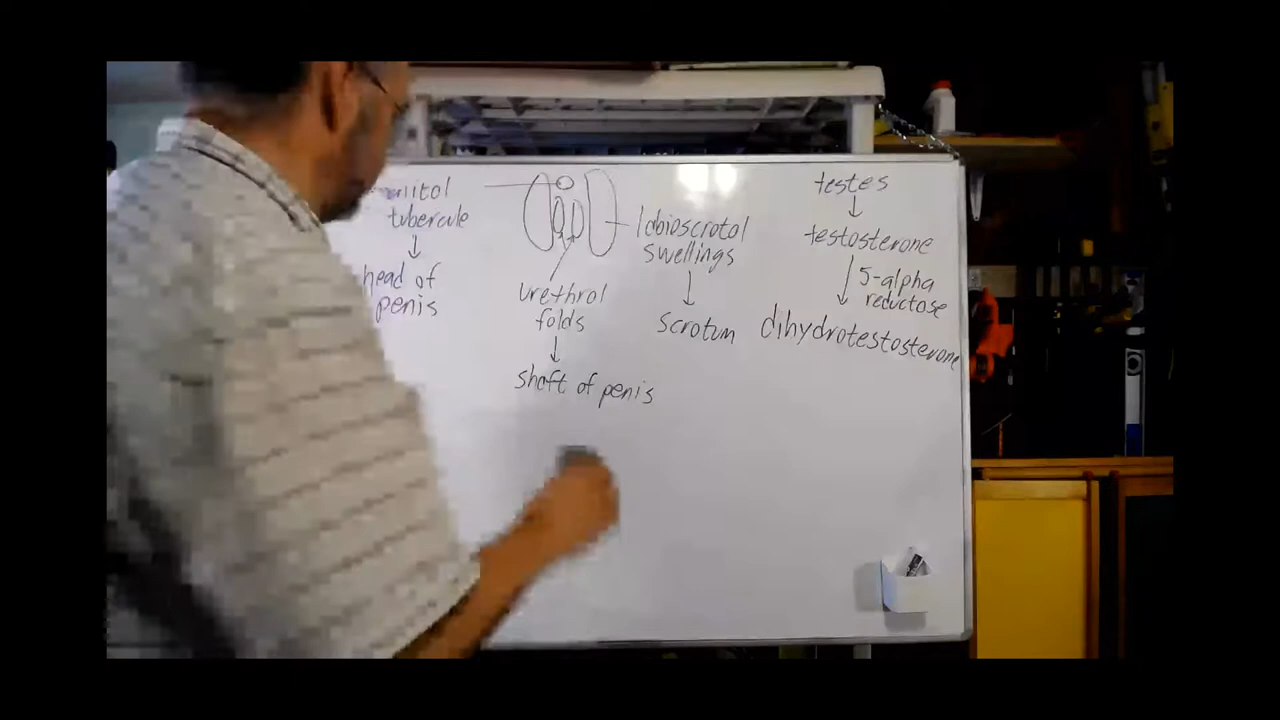 tubercule
head of
penis
urethral
folds
shaft of penis
labioscrotal
swellings
scrotum
testes
testosterone
5-alpha
reductase
dihydrotestosterone